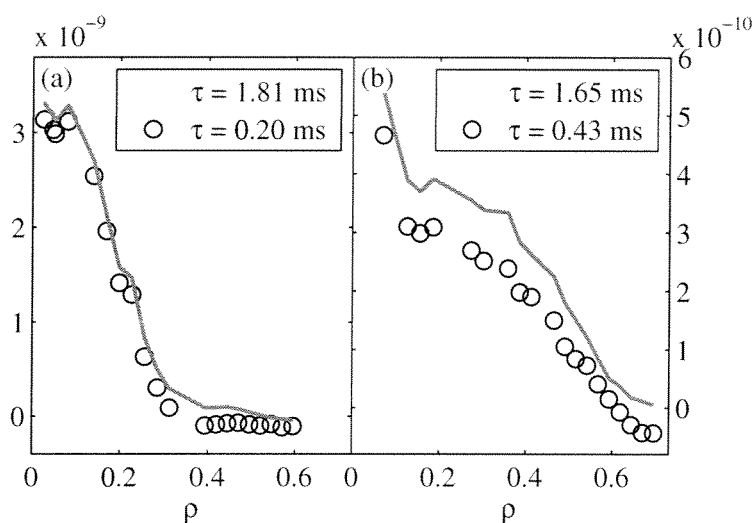 x 10⁻⁹
x 10⁻¹⁰
(a)
τ = 1.81 ms
τ = 0.20 ms
(b)
τ = 1.65 ms
τ = 0.43 ms
3
2
1
0
6
5
4
3
2
1
0
0 0.2 0.4 0.6
0 0.2 0.4 0.6
ρ
ρ